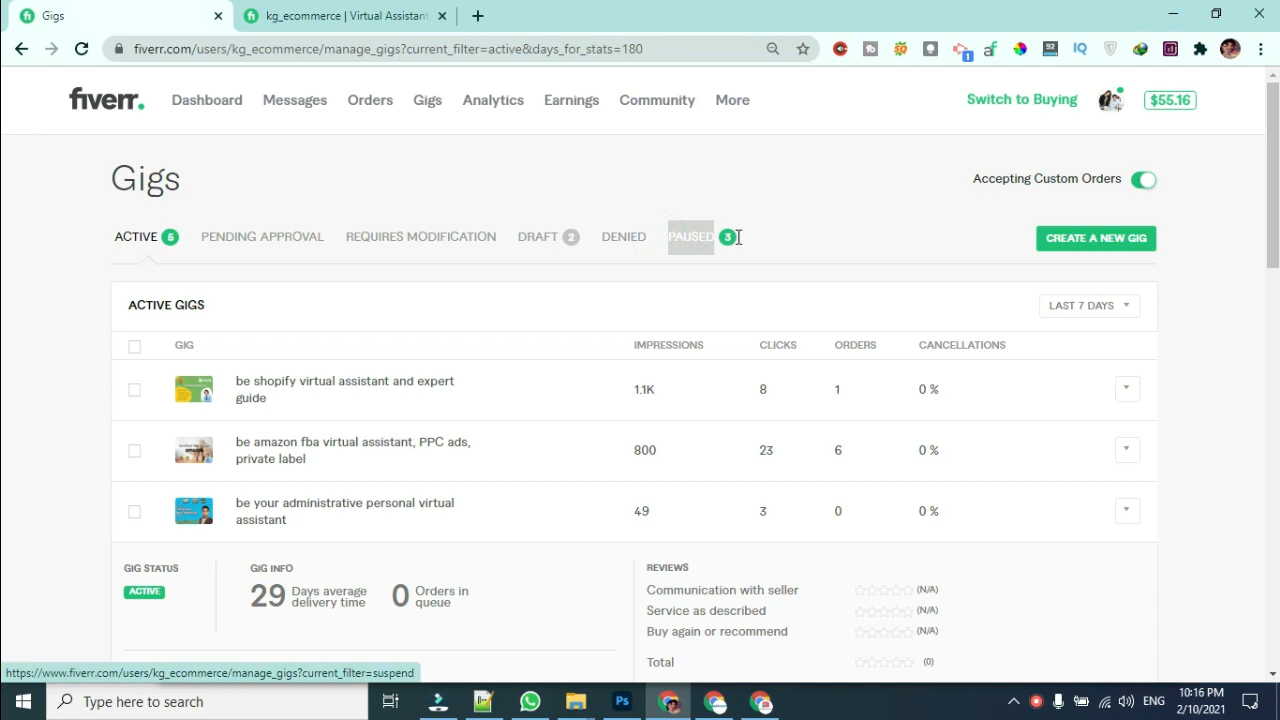 Gigs
kg_ecommerce | Virtual Assistant
fiverr.com/users/kg_ecommerce/manage_gigs?current_filter=active&days_for_stats=180
92
IQ
1
fiverr.
Dashboard
Messages
Orders
Gigs
Analytics
Earnings
Community
More
Switch to Buying
$55.16
Gigs
Accepting Custom Orders
ACTIVE 5
PENDING APPROVAL
REQUIRES MODIFICATION
DRAFT 2
DENIED
PAUSED 3
CREATE A NEW GIG
ACTIVE GIGS
LAST 7 DAYS
GIG IMPRESSIONS CLICKS ORDERS CANCELLATIONS
be shopify virtual assistant and expert
guide
1.1K 8 1 0 %
be amazon fba virtual assistant, PPC ads,
private label
800 23 6 0 %
be your administrative personal virtual
assistant
49 3 0 0 %
GIG STATUS
ACTIVE
GIG INFO
29 Days average
delivery time
0 Orders in
queue
REVIEWS
Communication with seller (N/A)
Service as described (N/A)
Buy again or recommend (N/A)
Total (0)
https://www.fiverr.com/users/kg_ecommerce/manage_gigs?current_filter=suspend
Type here to search
Ps
ENG
10:16 PM
2/10/2021